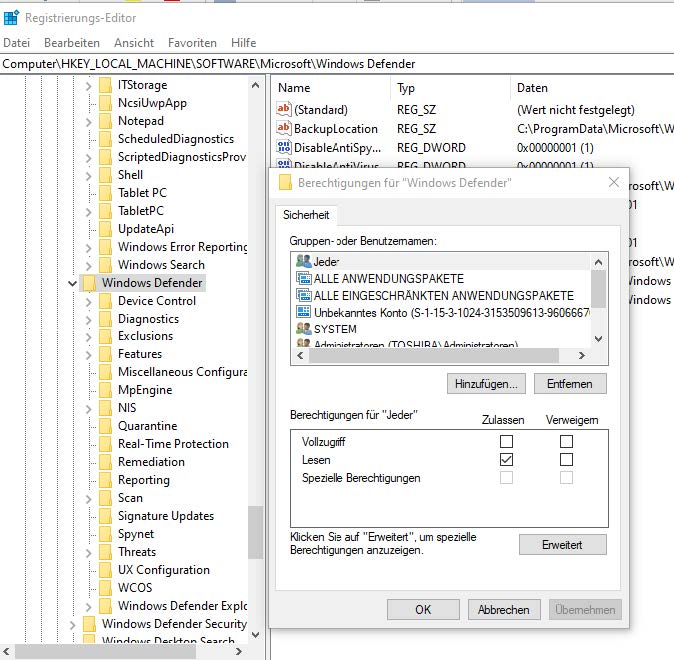 Registrierungs-Editor
Datei Bearbeiten Ansicht Favoriten Hilfe
Computer\HKEY_LOCAL_MACHINE\SOFTWARE\Microsoft\Windows Defender
ITStorage
NcsiUwpApp
Notepad
ScheduledDiagnostics
ScriptedDiagnosticsProv
Shell
Tablet PC
TabletPC
UpdateApi
Windows Error Reporting
Windows Search
Windows Defender
Device Control
Diagnostics
Exclusions
Features
Miscellaneous Configura
MpEngine
NIS
Quarantine
Real-Time Protection
Remediation
Reporting
Scan
Signature Updates
Spynet
Threats
UX Configuration
WCOS
Windows Defender Explo
Windows Defender Security
Windows Desktop Search
Name Typ Daten
(Standard) REG_SZ (Wert nicht festgelegt)
BackupLocation REG_SZ C:\ProgramData\Microsoft\W
DisableAntiSpy... REG_DWORD 0x00000001 (1)
DisableAntiVirus REG_DWORD 0x00000001 (1)
rosoft\W
01
01
rosoft\W
Windows
Windows
Berechtigungen für "Windows Defender"
Sicherheit
Gruppen- oder Benutzernamen:
Jeder
ALLE ANWENDUNGSPAKETE
ALLE EINGESCHRÄNKTEN ANWENDUNGSPAKETE
Unbekanntes Konto (S-1-15-3-1024-3153509613-9606667
SYSTEM
Administratoren (TOSHIBA\Administratoren)
Hinzufügen... Entfernen
Berechtigungen für "Jeder" Zulassen Verweigern
Vollzugriff
Lesen
Spezielle Berechtigungen
Klicken Sie auf "Erweitert", um spezielle
Berechtigungen anzuzeigen.
Erweitert
OK Abbrechen Übernehmen